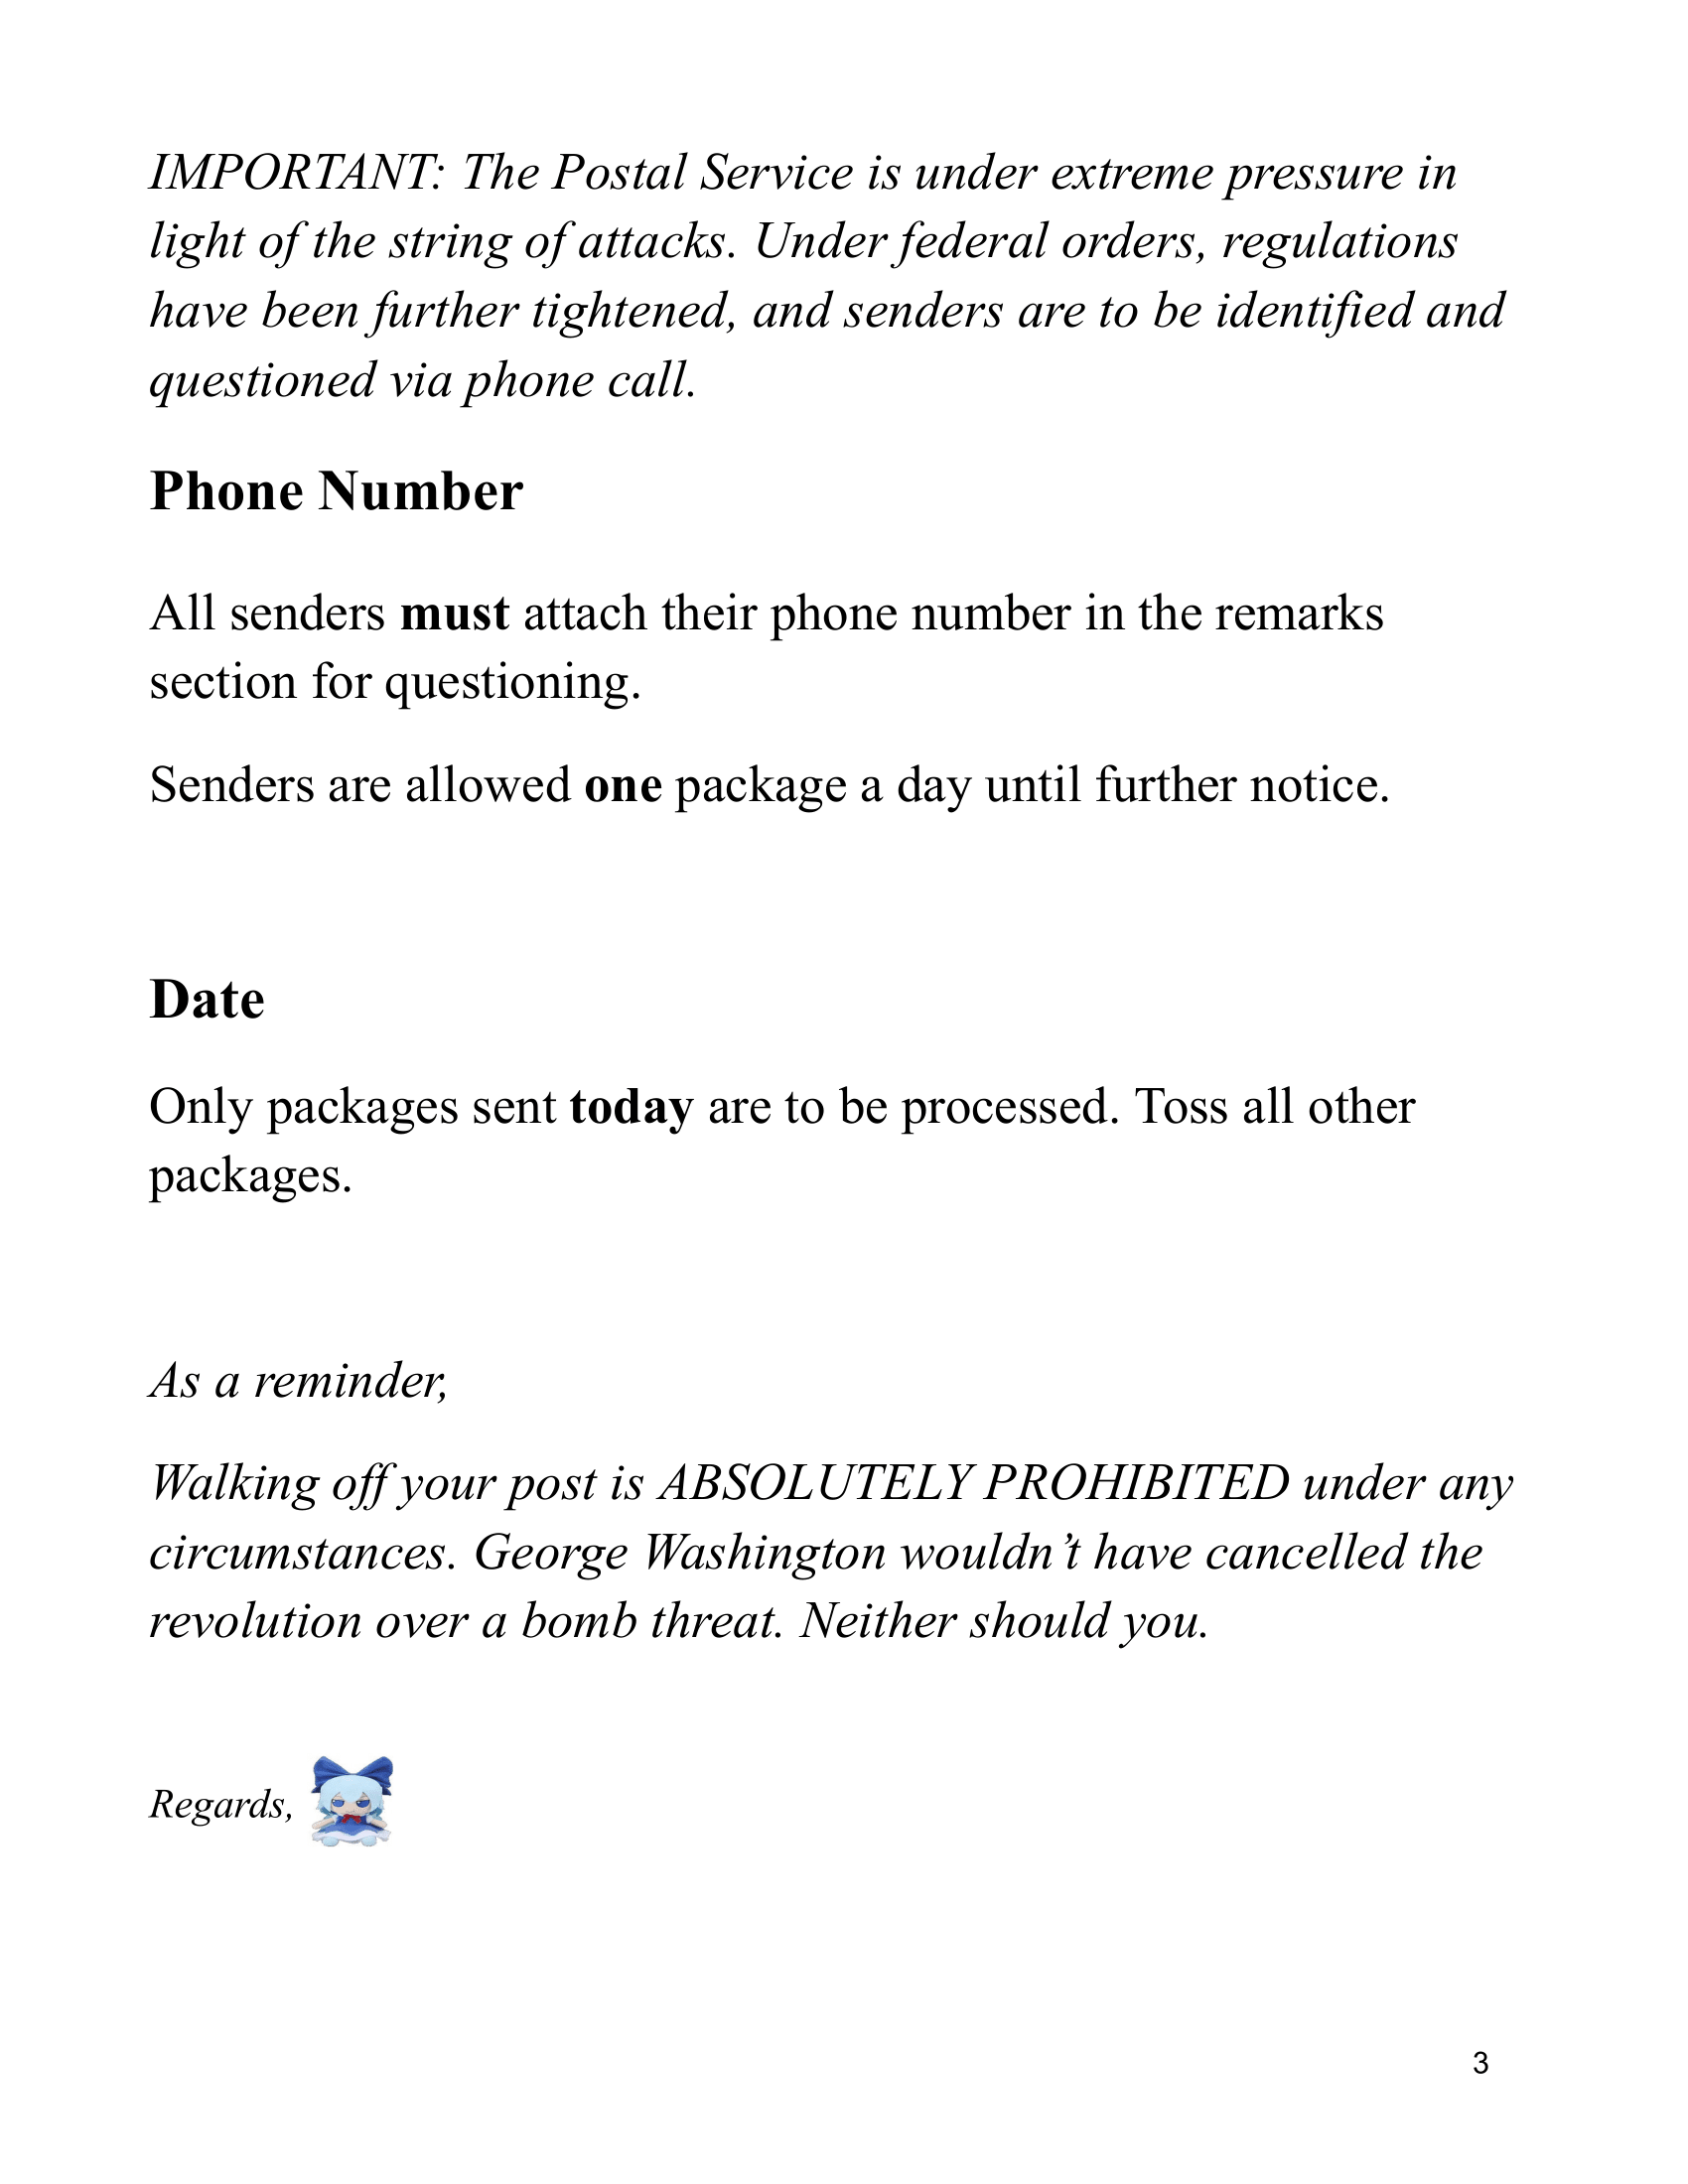 IMPORTANT: The Postal Service is under extreme pressure in
light of the string of attacks. Under federal orders, regulations
have been further tightened, and senders are to be identified and
questioned via phone call.
Phone Number
All senders must attach their phone number in the remarks
section for questioning.
Senders are allowed one package a day until further notice.
Date
Only packages sent today are to be processed. Toss all other
packages.
As a reminder,
Walking off your post is ABSOLUTELY PROHIBITED under any
circumstances. George Washington wouldn’t have cancelled the
revolution over a bomb threat. Neither should you.
Regards,
3